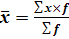 x̄ = Σx×f / Σf